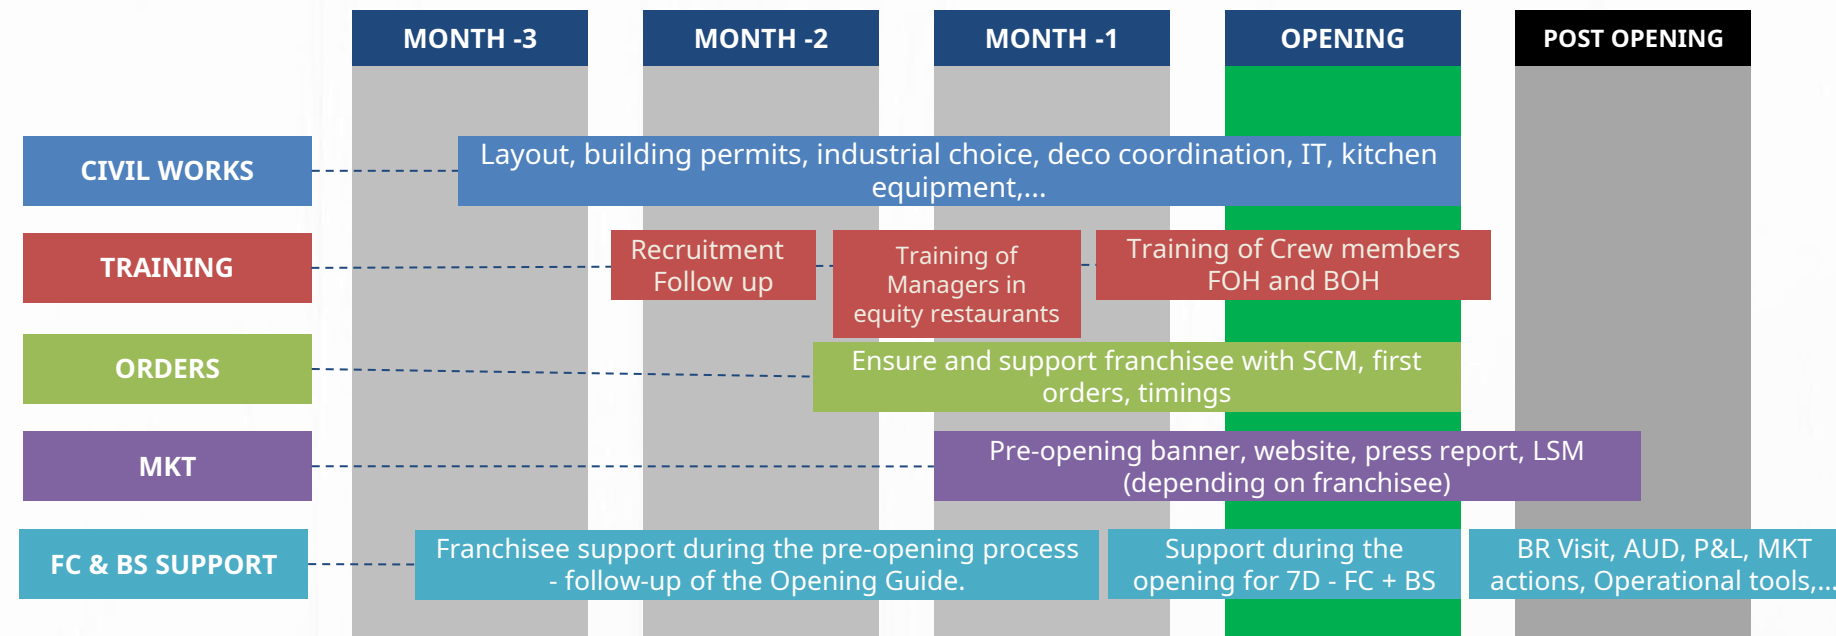 MONTH -3
MONTH -2
MONTH -1
OPENING
POST OPENING
CIVIL WORKS
Layout, building permits, industrial choice, deco coordination, IT, kitchen
equipment,...
TRAINING
Recruitment
Follow up
Training of
Managers in
equity restaurants
Training of Crew members
FOH and BOH
ORDERS
Ensure and support franchisee with SCM, first
orders, timings
MKT
Pre-opening banner, website, press report, LSM
(depending on franchisee)
FC & BS SUPPORT
Franchisee support during the pre-opening process
- follow-up of the Opening Guide.
Support during the
opening for 7D - FC + BS
BR Visit, AUD, P&L, MKT
actions, Operational tools,...